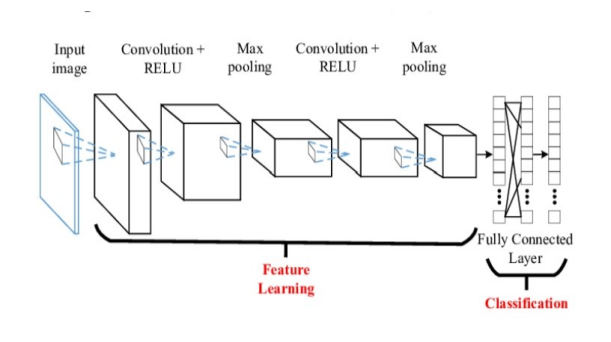 Input
image
Convolution +
RELU
Max
pooling
Convolution +
RELU
Max
pooling
Fully Connected
Layer
Feature
Learning
Classification